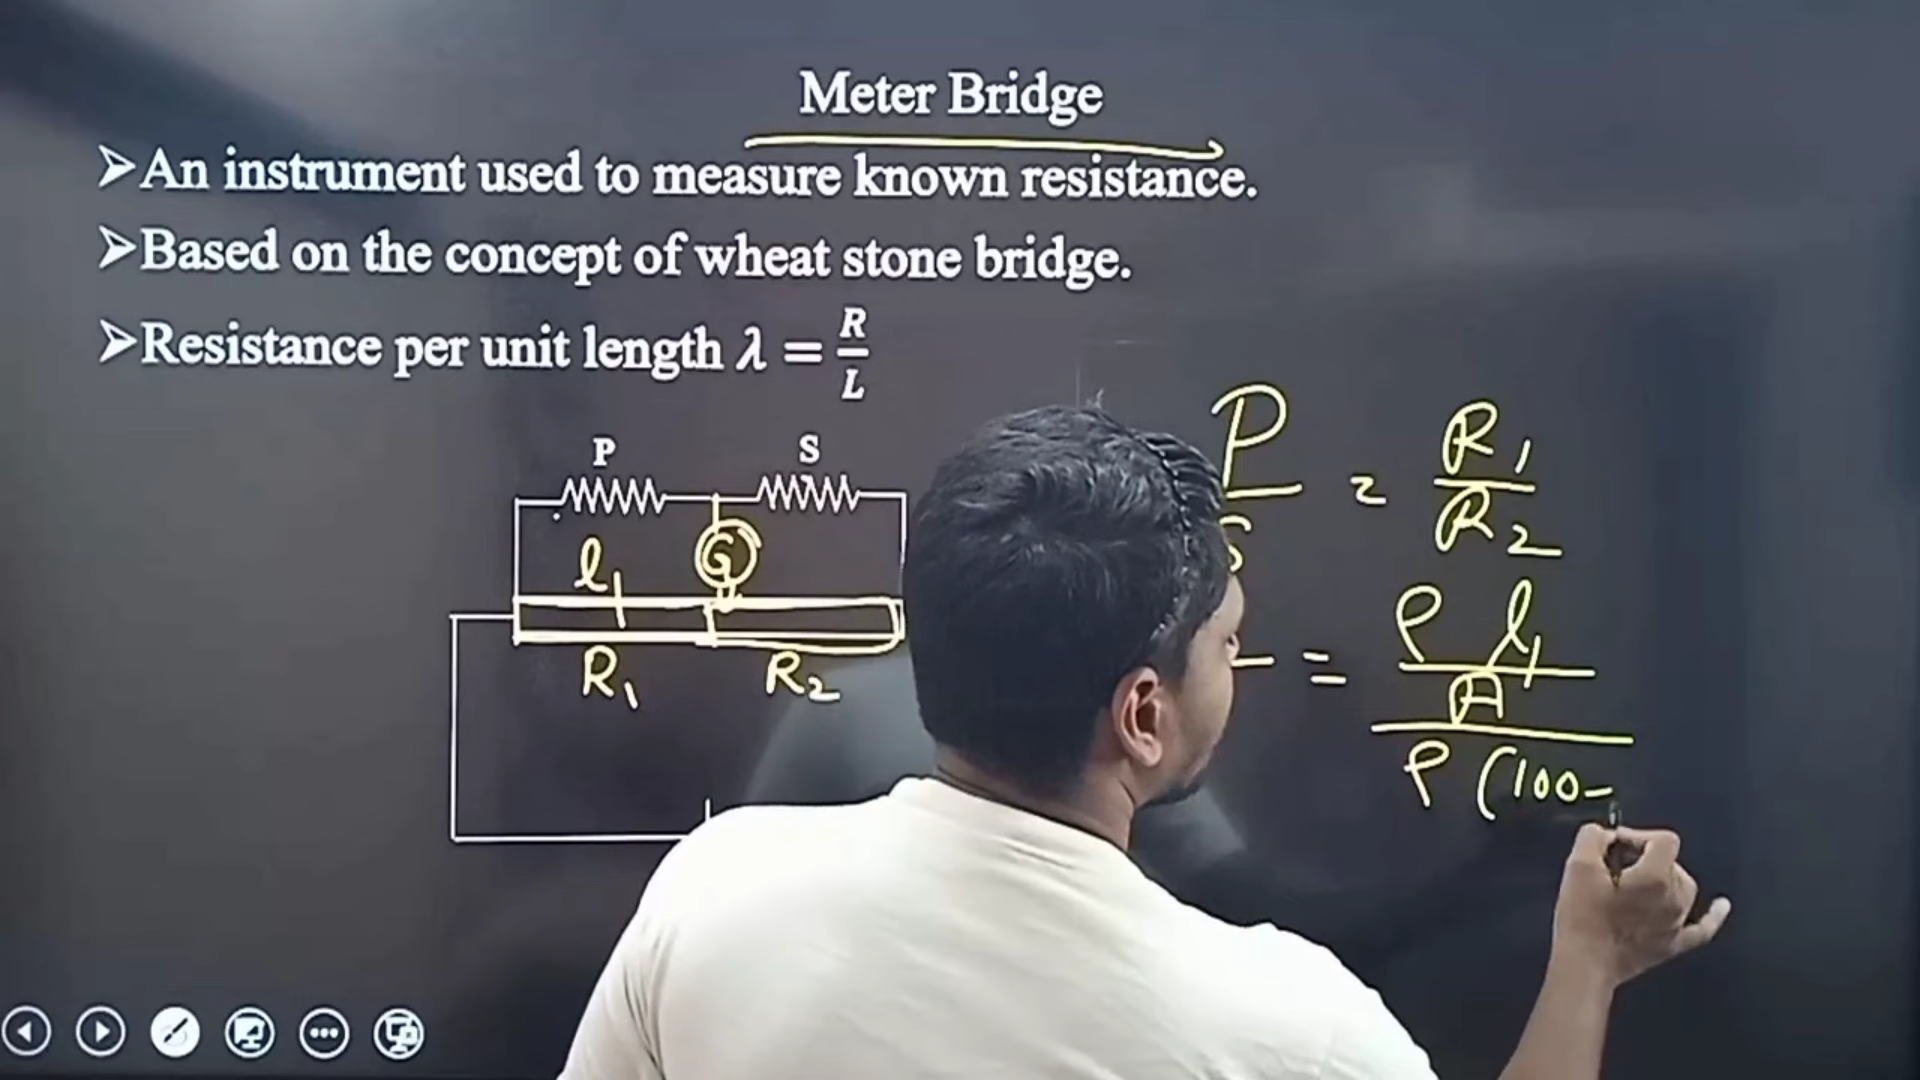 Meter Bridge
➢An instrument used to measure known resistance.
➢Based on the concept of wheat stone bridge.
➢Resistance per unit length λ = R/L
P S
l₁ G
R₁ R₂
P/S = R₁/R₂
= ρ l₁/A
ρ (100-